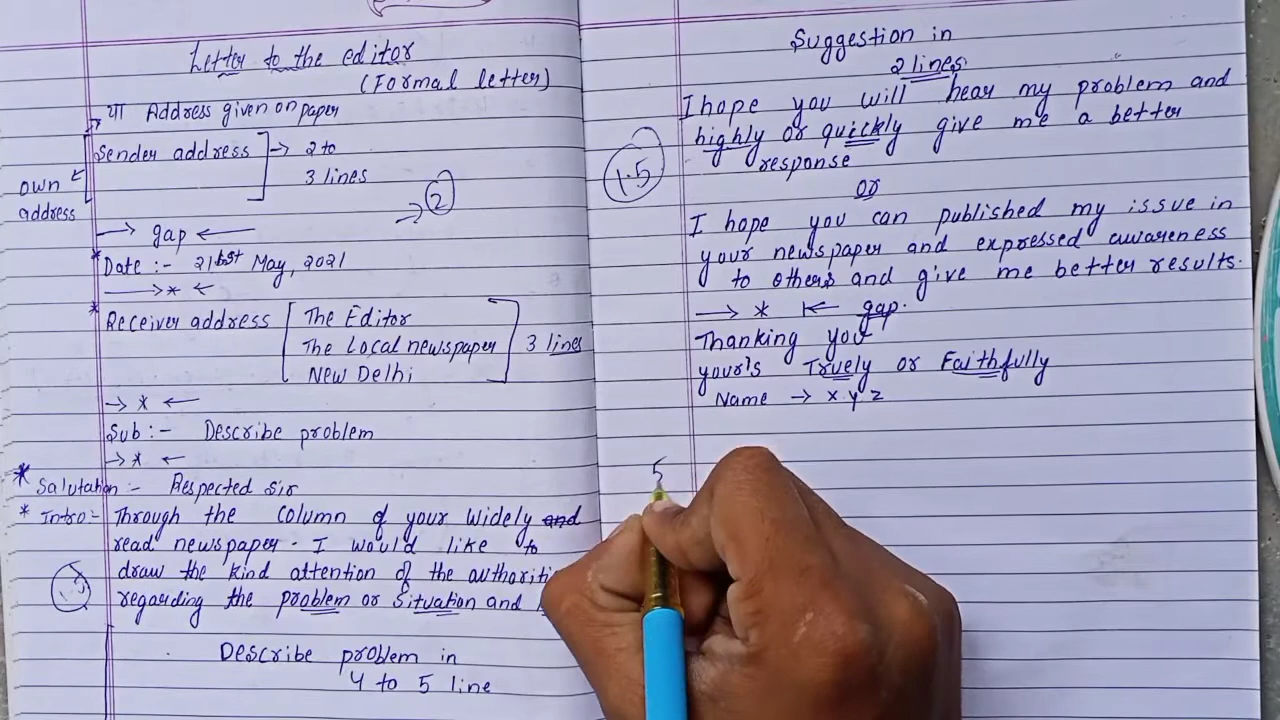 Letter to the editor
(Formal letter)
या Address given on paper
Sender address → 2 to
3 lines
own
address
② 
→ gap ←
* Date :- 21st May, 2021
→ * ←
* Receiver address [ The Editor
The Local newspaper ] 3 lines
New Delhi
→ * ←
Sub :- Describe problem
→ * ←
* Salutation :- Respected Sir
* Intro :- Through the column of your widely and
read newspaper. I would like to
draw the kind attention of the authoriti
regarding the problem or situation and
1.5
Describe problem in
4 to 5 line
Suggestion in
2 lines.
I hope you will hear my problem and
highly or quickly give me a better
response
1.5
or
I hope you can published my issue in
your newspaper and expressed awareness
to others and give me better results.
→ * ← gap.
Thanking you
your's Truely or Faithfully
Name → x y z
5